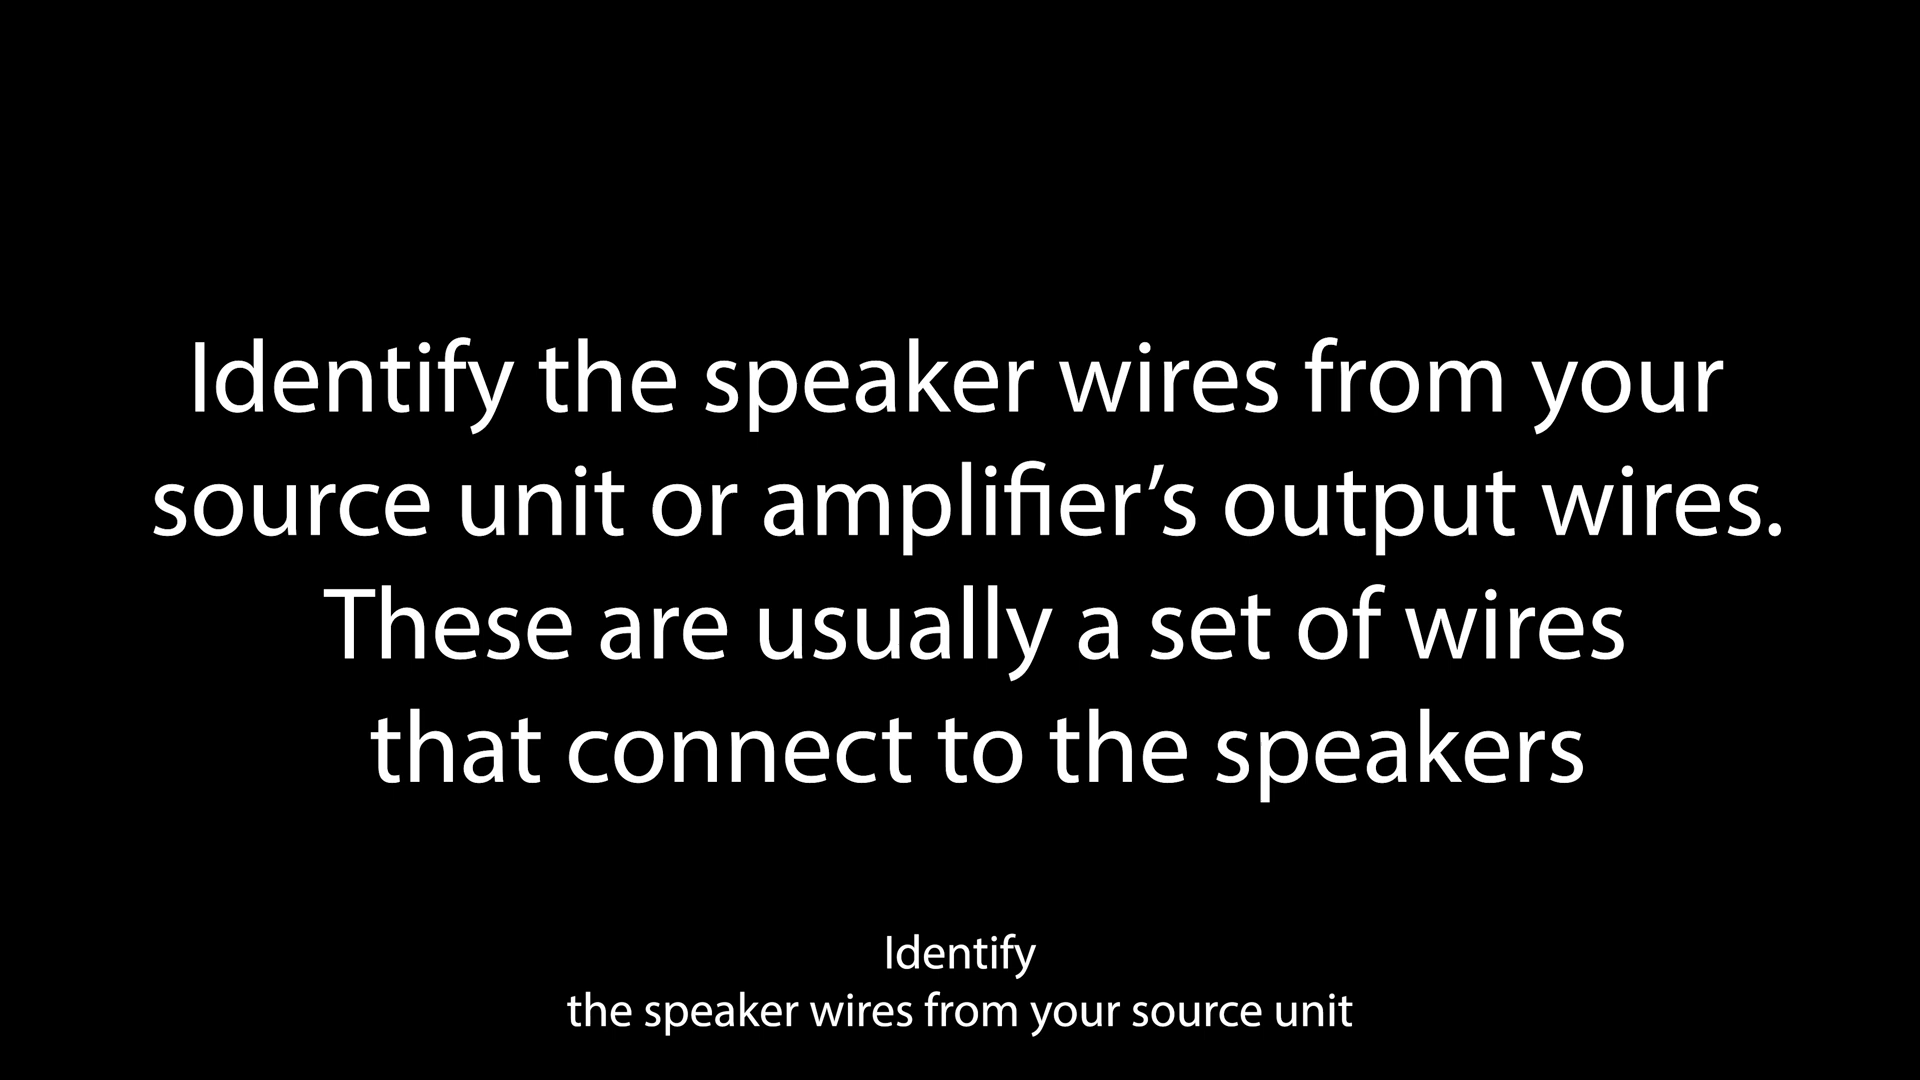 Identify the speaker wires from your
source unit or amplifier’s output wires.
These are usually a set of wires
that connect to the speakers
Identify
the speaker wires from your source unit